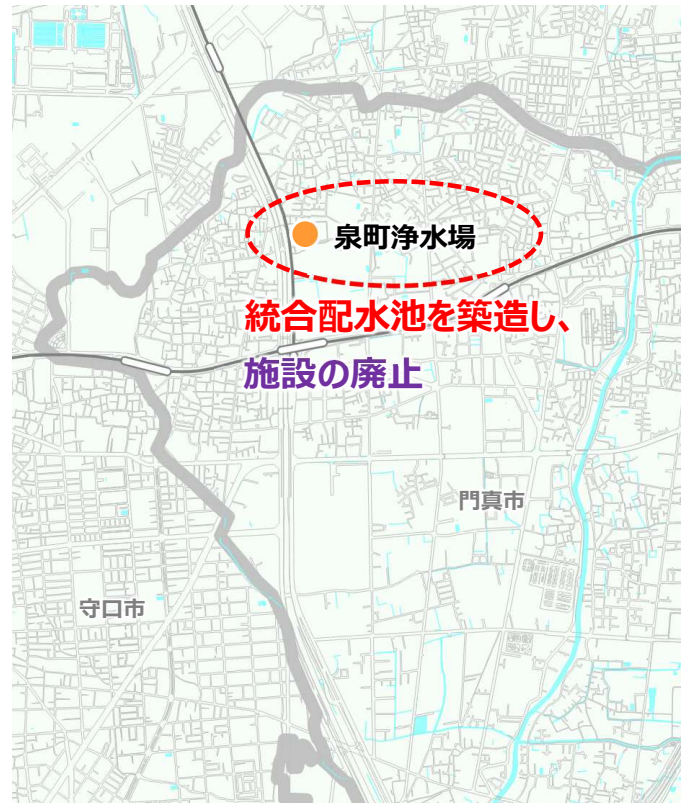 泉町浄水場
統合配水池を築造し、
施設の廃止
門真市
守口市